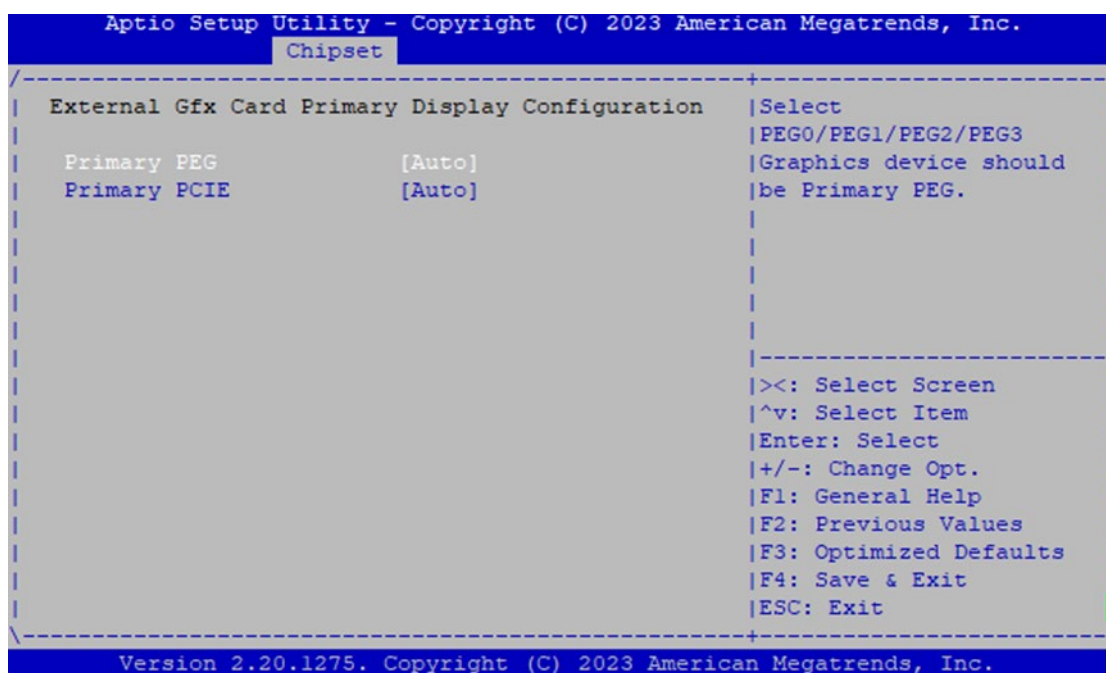 Aptio Setup Utility - Copyright (C) 2023 American Megatrends, Inc.
Chipset
External Gfx Card Primary Display Configuration
Primary PEG [Auto]
Primary PCIE [Auto]
Select
PEG0/PEG1/PEG2/PEG3
Graphics device should
be Primary PEG.
><: Select Screen
^v: Select Item
Enter: Select
+/-: Change Opt.
F1: General Help
F2: Previous Values
F3: Optimized Defaults
F4: Save & Exit
ESC: Exit
Version 2.20.1275. Copyright (C) 2023 American Megatrends, Inc.